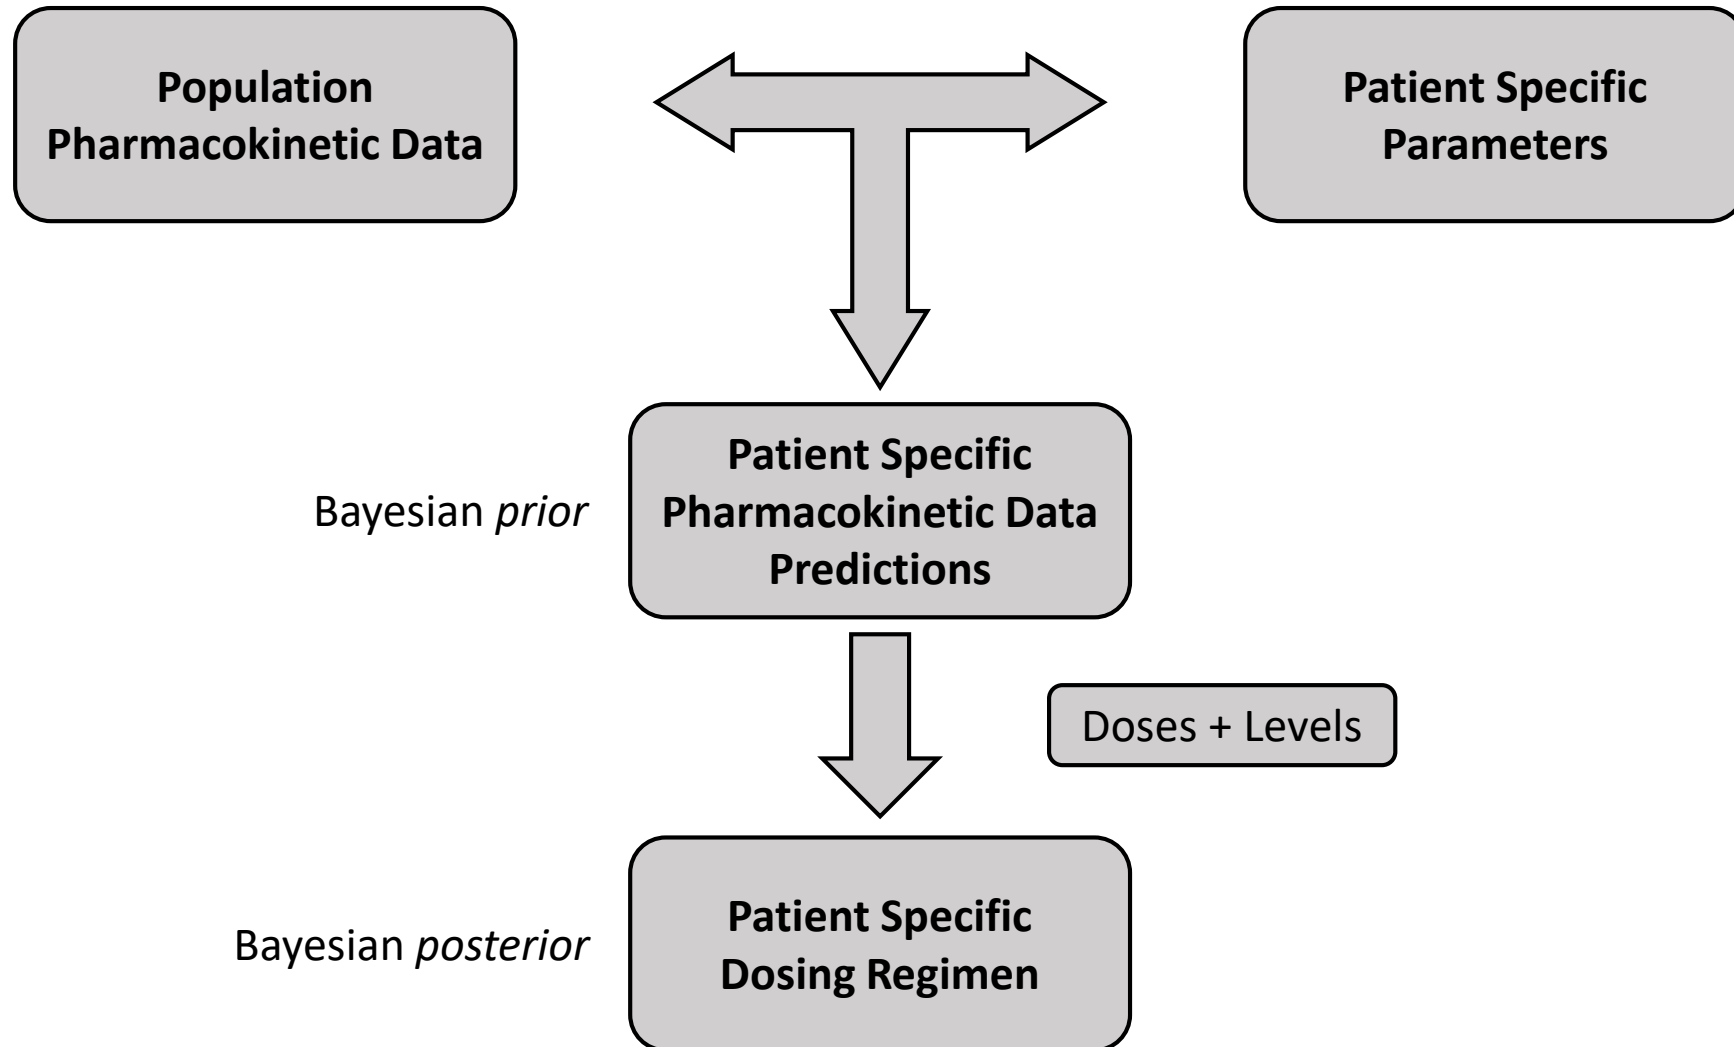 Population
Pharmacokinetic Data
Patient Specific
Parameters
Bayesian prior
Patient Specific
Pharmacokinetic Data
Predictions
Doses + Levels
Bayesian posterior
Patient Specific
Dosing Regimen